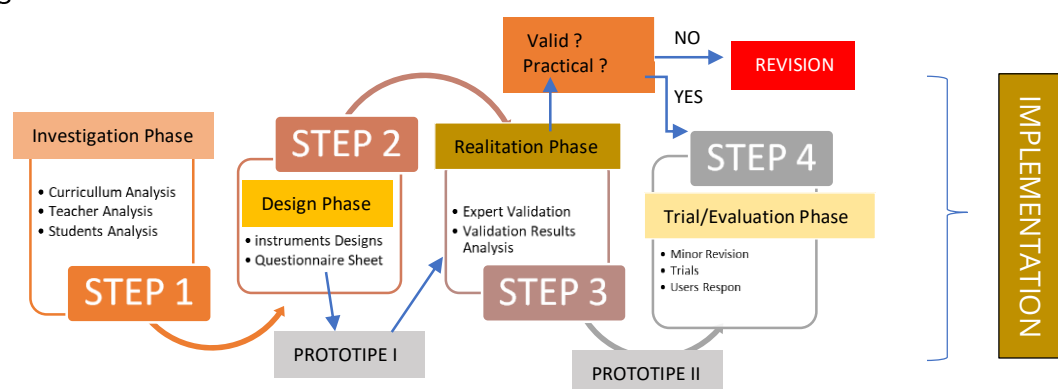 Investigation Phase
• Curricullum Analysis
• Teacher Analysis
• Students Analysis
STEP 1
STEP 2
Design Phase
• instruments Designs
• Questionnaire Sheet
PROTOTIPE I
Valid ?
Practical ?
NO
REVISION
YES
Realitation Phase
• Expert Validation
• Validation Results
Analysis
STEP 3
PROTOTIPE II
STEP 4
Trial/Evaluation Phase
• Minor Revision
• Trials
• Users Respon
IMPLEMENTATION